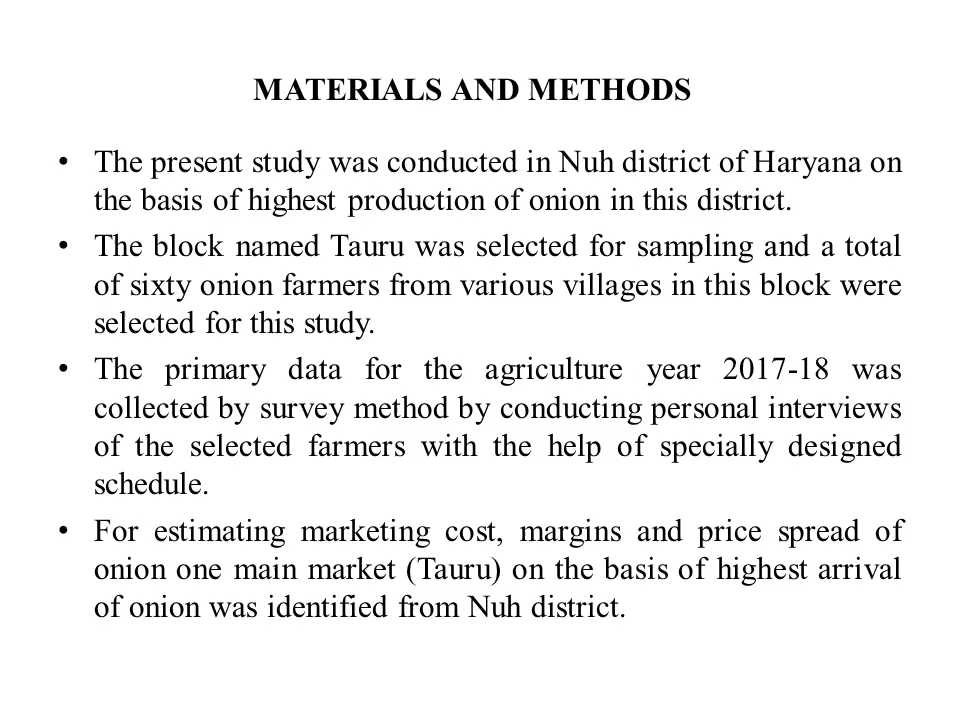 MATERIALS AND METHODS
• The present study was conducted in Nuh district of Haryana on
the basis of highest production of onion in this district.
• The block named Tauru was selected for sampling and a total
of sixty onion farmers from various villages in this block were
selected for this study.
• The primary data for the agriculture year 2017-18 was
collected by survey method by conducting personal interviews
of the selected farmers with the help of specially designed
schedule.
• For estimating marketing cost, margins and price spread of
onion one main market (Tauru) on the basis of highest arrival
of onion was identified from Nuh district.